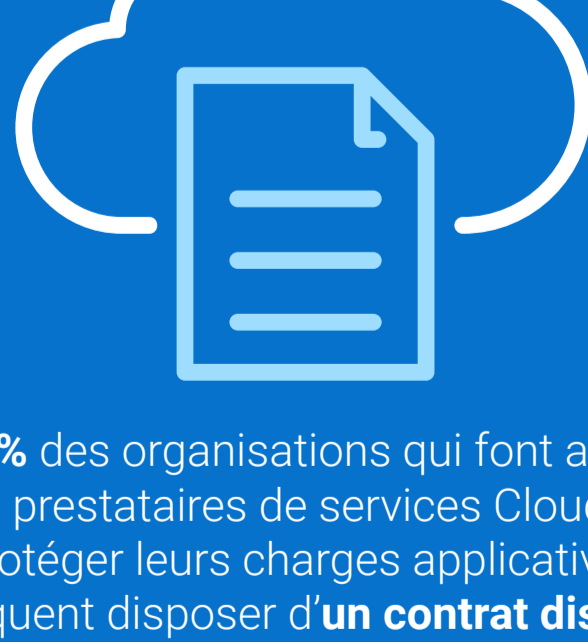 % des organisations qui font a
prestataires de services Clou
otéger leurs charges applicativ
quent disposer d’un contrat dis